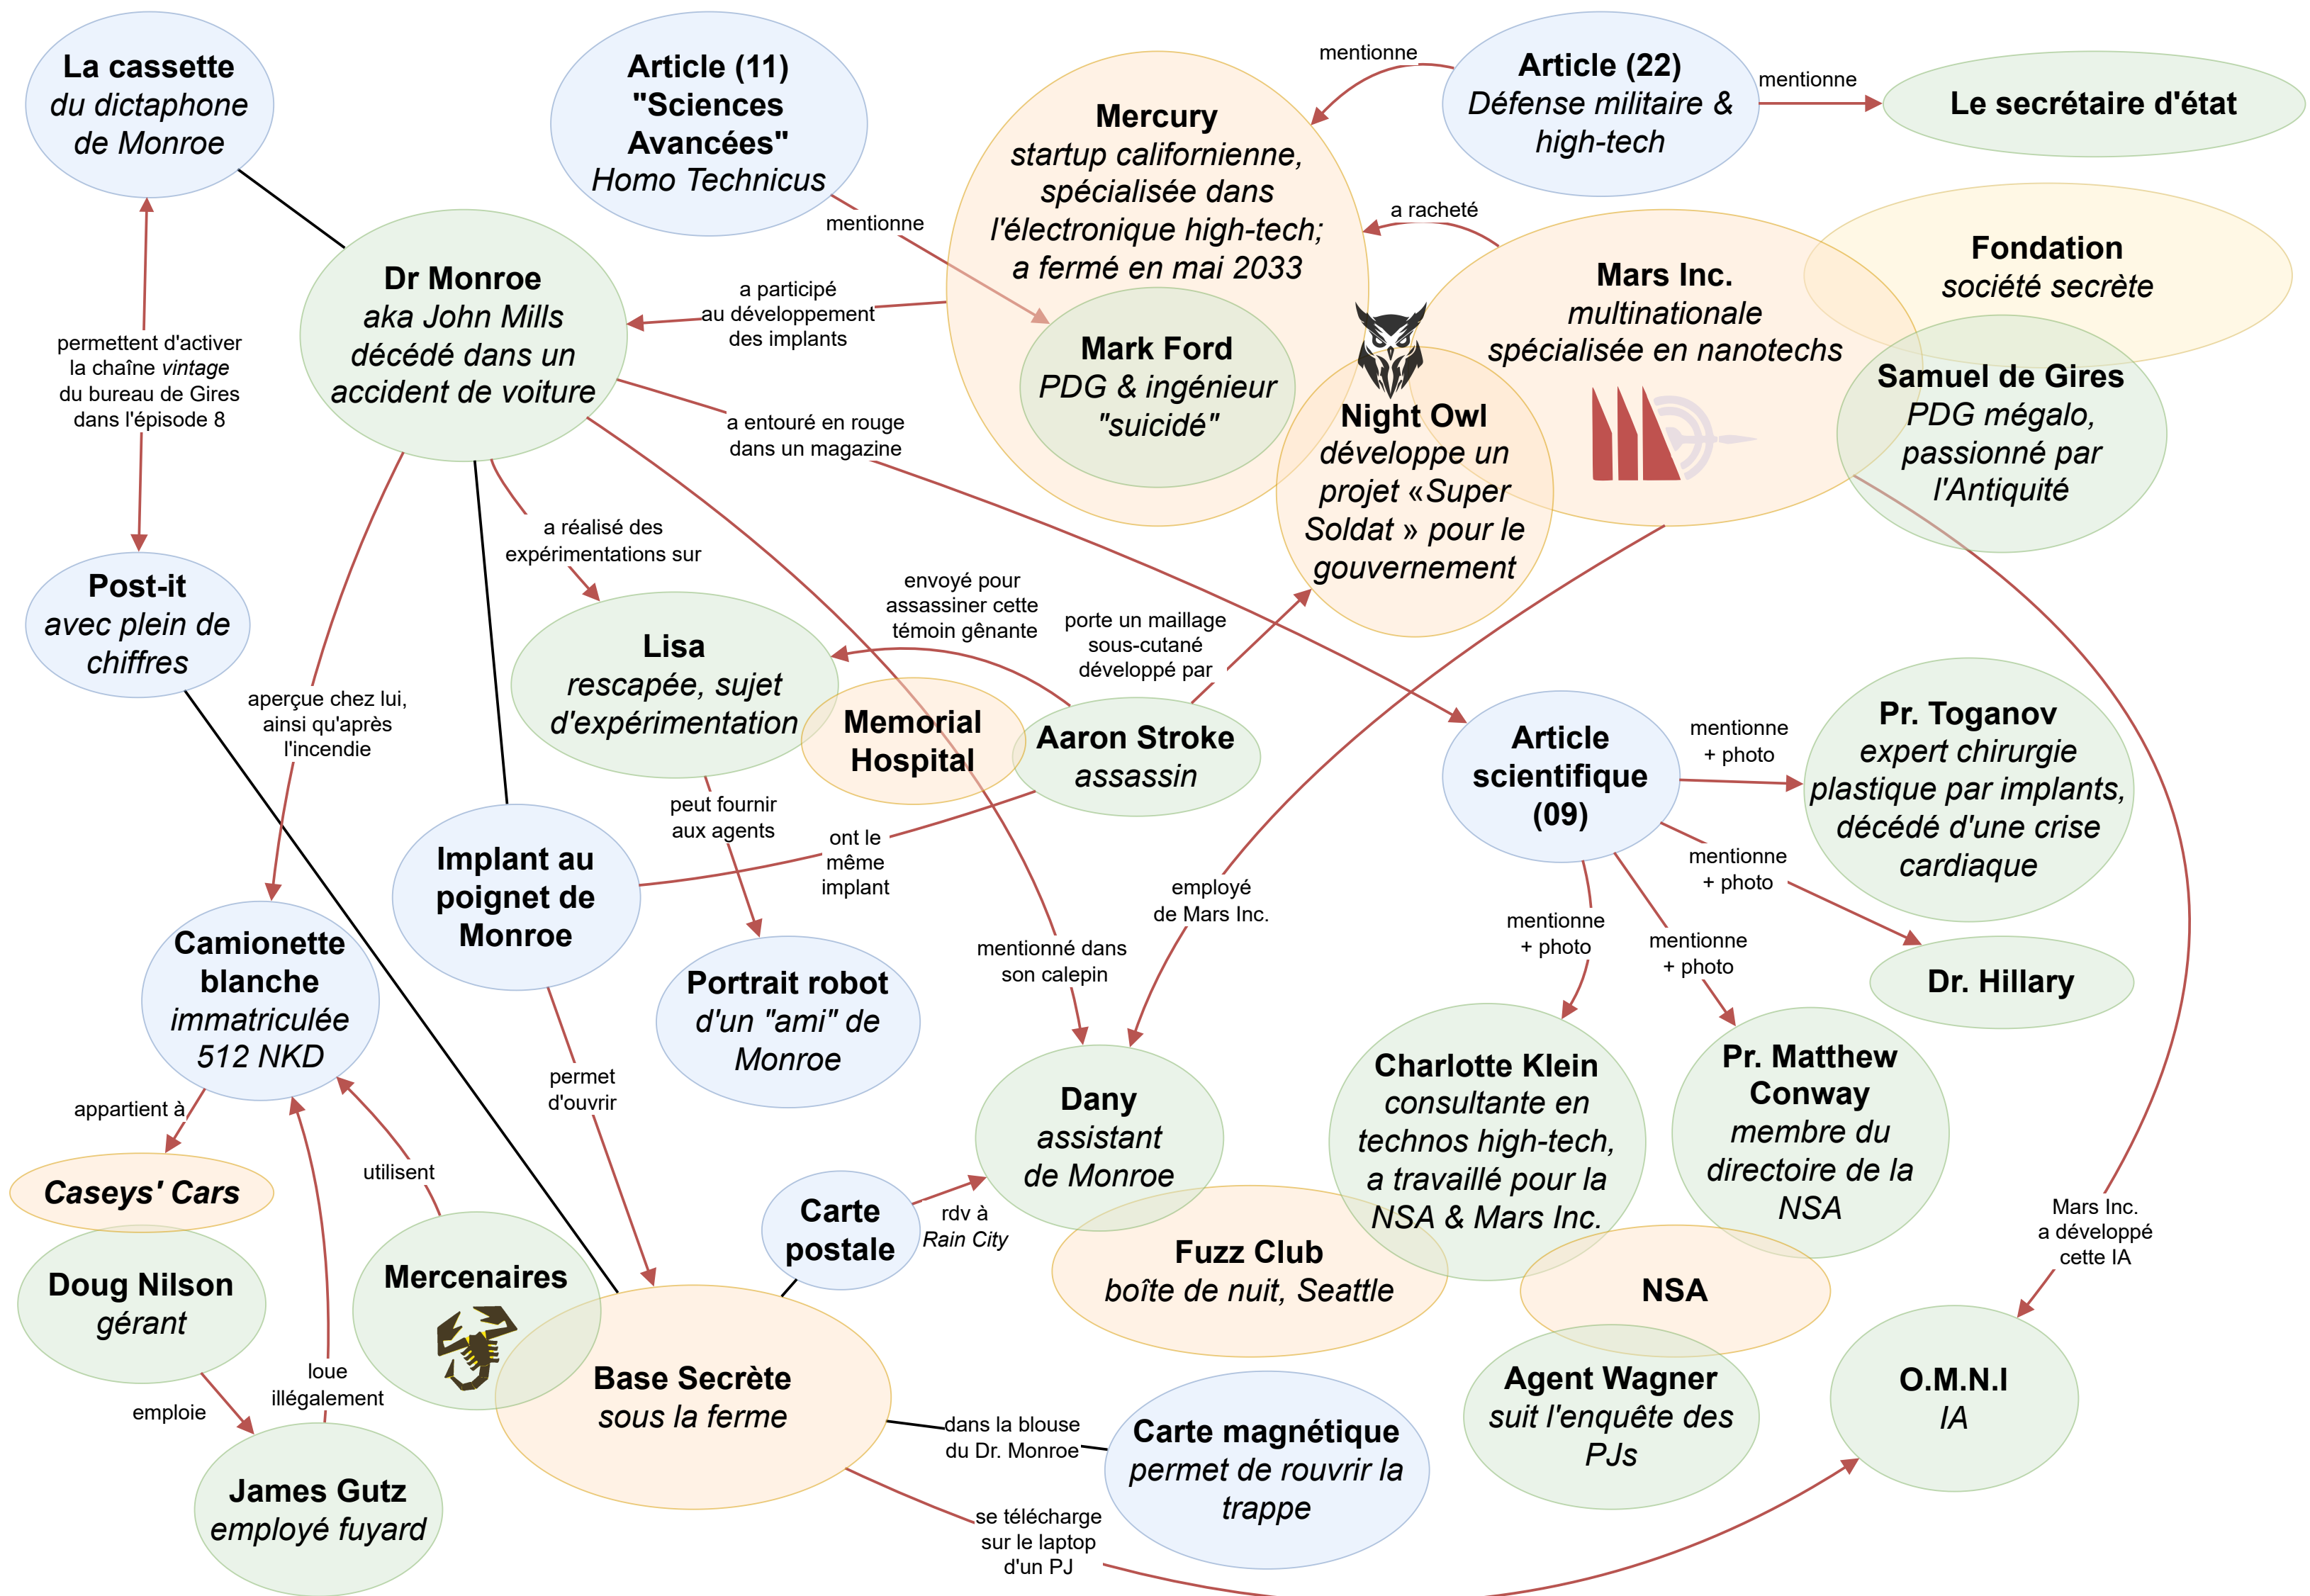 La cassette
du dictaphone
de Monroe
Article (11)
"Sciences
Avancées"
Homo Technicus
mentionne
Mercury
startup californienne,
spécialisée dans
l'électronique high-tech;
a fermé en mai 2033
mentionne
Article (22)
Défense militaire &
high-tech
mentionne
Le secrétaire d'état
a racheté
Mars Inc.
multinationale
spécialisée en nanotechs
Fondation
société secrète
Samuel de Gires
PDG mégalo,
passionné par
l'Antiquité
Dr Monroe
aka John Mills
décédé dans un
accident de voiture
a participé
au développement
des implants
Mark Ford
PDG & ingénieur
"suicidé"
Night Owl
développe un
projet «Super
Soldat » pour le
gouvernement
permettent d'activer
la chaîne vintage
du bureau de Gires
dans l'épisode 8
a entouré en rouge
dans un magazine
a réalisé des
expérimentations sur
Post-it
avec plein de
chiffres
envoyé pour
assassiner cette
témoin gênante
porte un maillage
sous-cutané
développé par
Lisa
rescapée, sujet
d'expérimentation
Memorial
Hospital
Aaron Stroke
assassin
aperçue chez lui,
ainsi qu'après
l'incendie
Article
scientifique
(09)
mentionne
+ photo
Pr. Toganov
expert chirurgie
plastique par implants,
décédé d'une crise
cardiaque
peut fournir
aux agents
ont le
même
implant
Implant au
poignet de
Monroe
employé
de Mars Inc.
mentionne
+ photo
mentionne
+ photo
mentionne
+ photo
Dr. Hillary
Camionette
blanche
immatriculée
512 NKD
Portrait robot
d'un "ami" de
Monroe
mentionné dans
son calepin
permet
d'ouvrir
Dany
assistant
de Monroe
Charlotte Klein
consultante en
technos high-tech,
a travaillé pour la
NSA & Mars Inc.
Pr. Matthew
Conway
membre du
directoire de la
NSA
appartient à
utilisent
Caseys' Cars
Carte
postale
rdv à
Rain City
Mars Inc.
a développé
cette IA
Doug Nilson
gérant
Mercenaires
Fuzz Club
boîte de nuit, Seattle
NSA
loue
illégalement
emploie
Base Secrète
sous la ferme
Agent Wagner
suit l'enquête des
PJs
O.M.N.I
IA
dans la blouse
du Dr. Monroe
Carte magnétique
permet de rouvrir la
trappe
James Gutz
employé fuyard
se télécharge
sur le laptop
d'un PJ